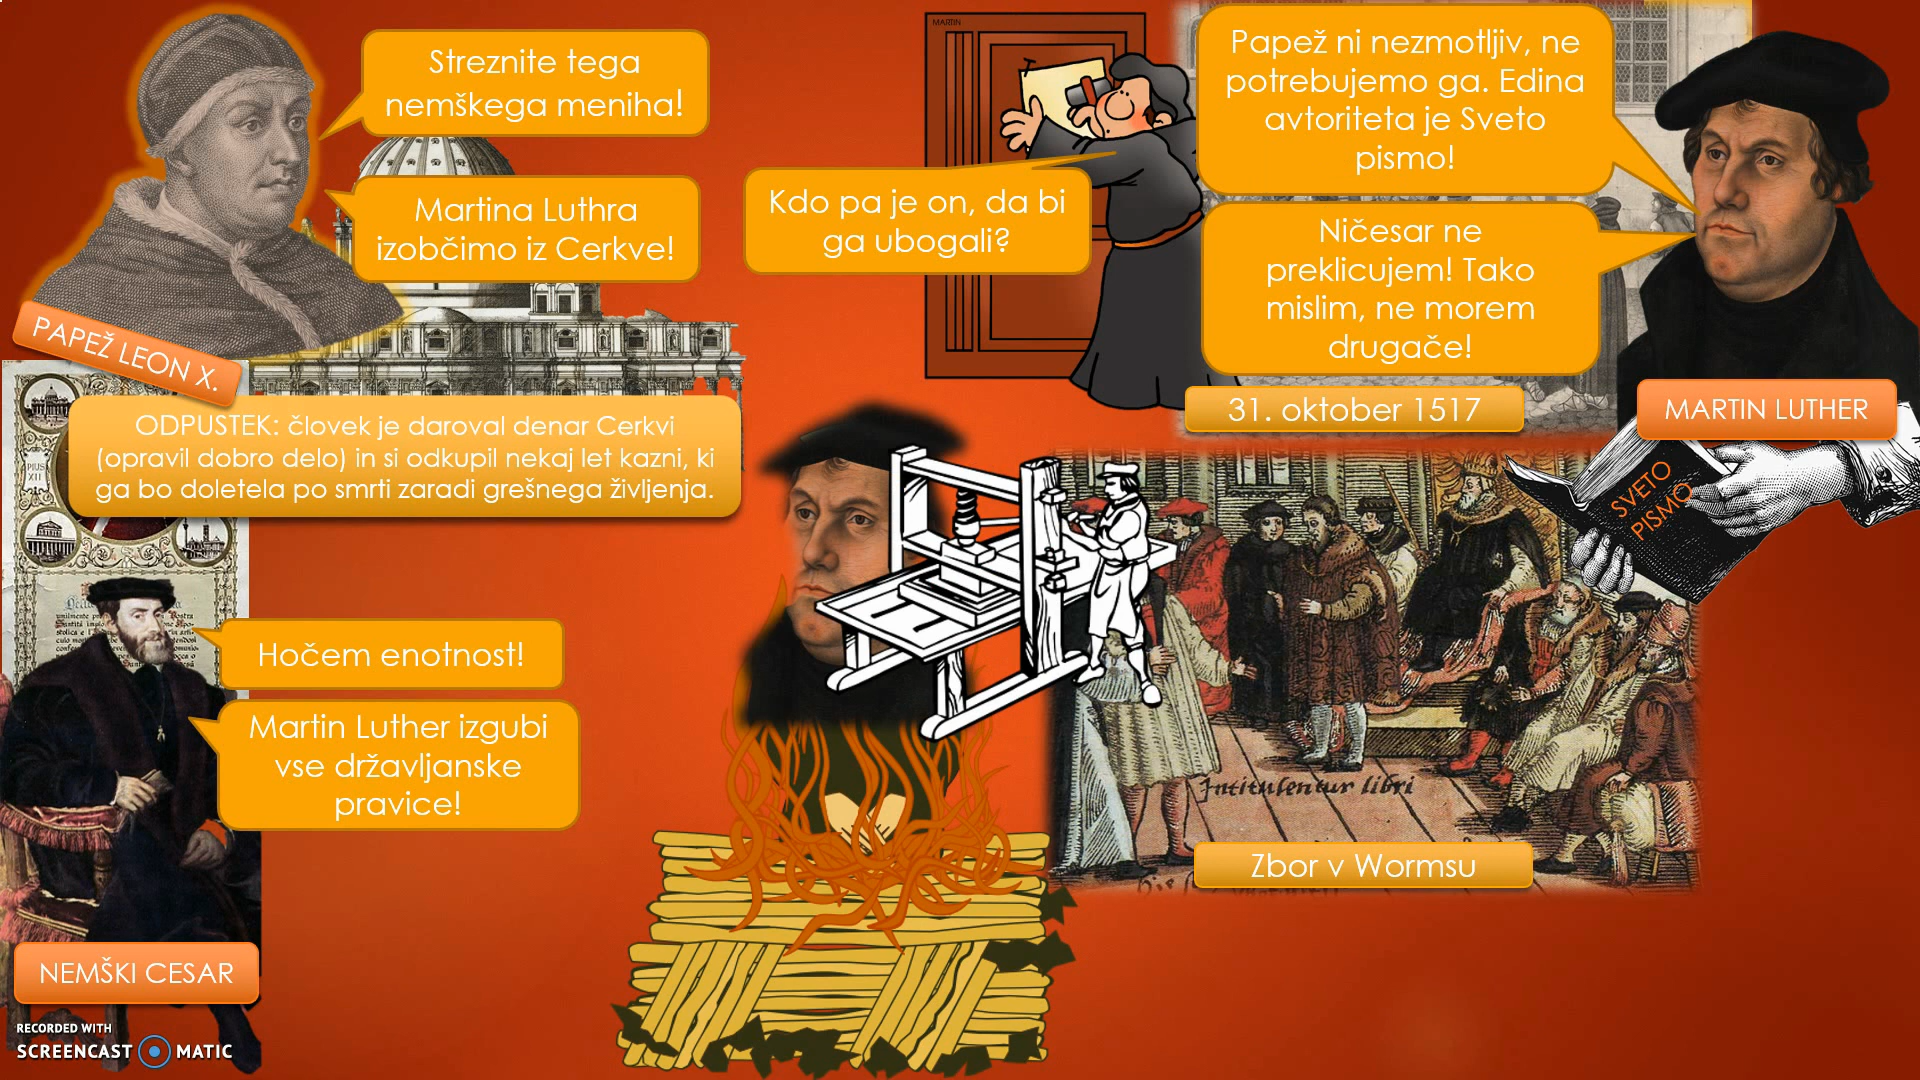 Streznite tega
nemškega meniha!
Martina Luthra
izobčimo iz Cerkve!
PAPEŽ LEON X.
ODPUSTEK: človek je daroval denar Cerkvi
(opravil dobro delo) in si odkupil nekaj let kazni, ki
ga bo doletela po smrti zaradi grešnega življenja.
PIUS
XII
MARTIN
Kdo pa je on, da bi
ga ubogali?
Papež ni nezmotljiv, ne
potrebujemo ga. Edina
avtoriteta je Sveto
pismo!
Ničesar ne
preklicujem! Tako
mislim, ne morem
drugače!
31. oktober 1517
MARTIN LUTHER
SVETO
PISMO
Hočem enotnost!
Martin Luther izgubi
vse državljanske
pravice!
NEMŠKI CESAR
Intitulentur libri
Zbor v Wormsu
RECORDED WITH
SCREENCAST MATIC